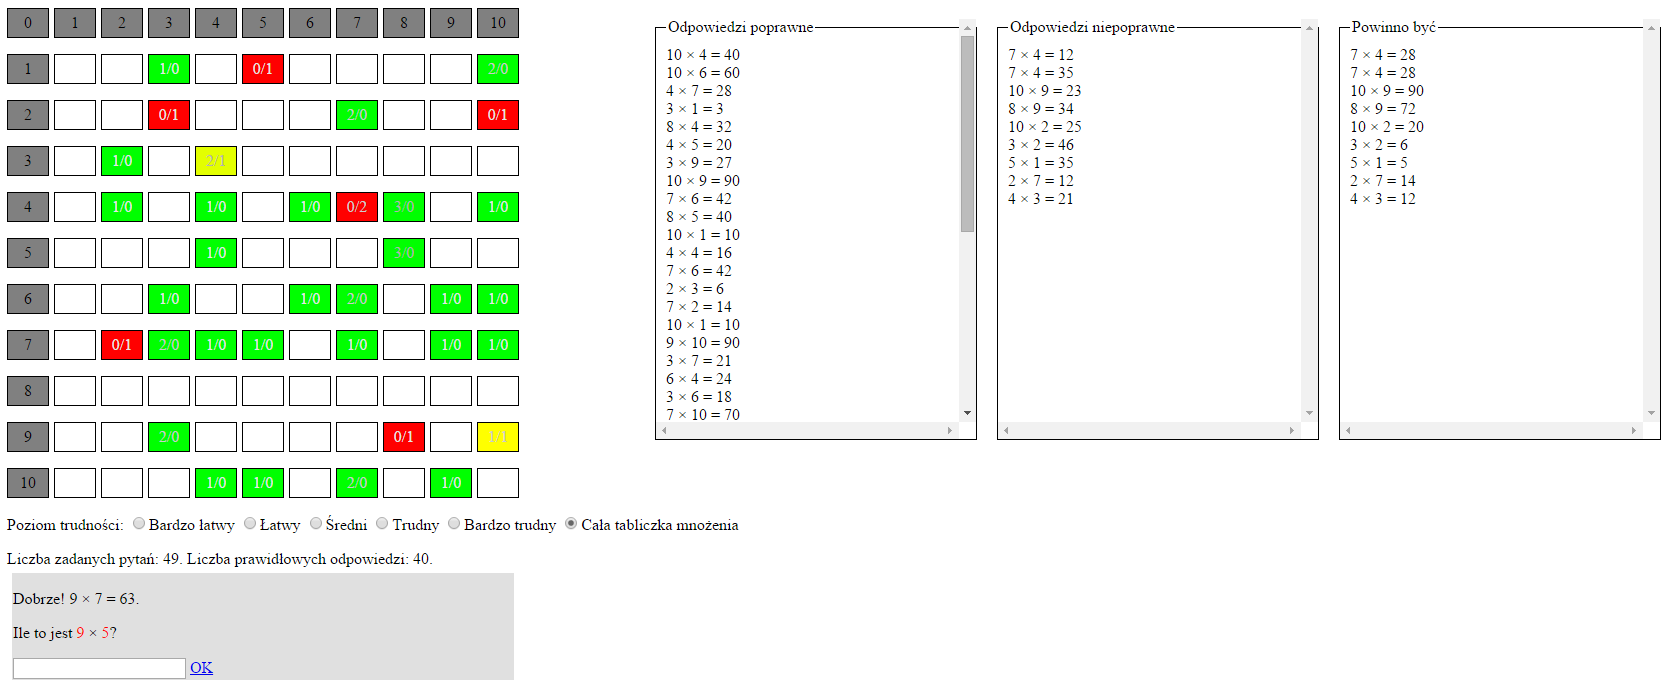 0 1 2 3 4 5 6 7 8 9 10
1 1/0 0/1 2/0
2 0/1 2/0 0/1
3 1/0 2/1
4 1/0 1/0 1/0 0/2 3/0 1/0
5 1/0 3/0
6 1/0 1/0 2/0 1/0 1/0
7 0/1 2/0 1/0 1/0 1/0 1/0 1/0
8
9 2/0 0/1 1/1
10 1/0 1/0 2/0 1/0
Poziom trudności: Bardzo łatwy Łatwy Średni Trudny Bardzo trudny Cała tabliczka mnożenia
Liczba zadanych pytań: 49. Liczba prawidłowych odpowiedzi: 40.
Dobrze! 9 × 7 = 63.
Ile to jest 9 × 5?
OK
Odpowiedzi poprawne
10 × 4 = 40
10 × 6 = 60
4 × 7 = 28
3 × 1 = 3
8 × 4 = 32
4 × 5 = 20
3 × 9 = 27
10 × 9 = 90
7 × 6 = 42
8 × 5 = 40
10 × 1 = 10
4 × 4 = 16
7 × 6 = 42
2 × 3 = 6
7 × 2 = 14
10 × 1 = 10
9 × 10 = 90
3 × 7 = 21
6 × 4 = 24
3 × 6 = 18
7 × 10 = 70
Odpowiedzi niepoprawne
7 × 4 = 12
7 × 4 = 35
10 × 9 = 23
8 × 9 = 34
10 × 2 = 25
3 × 2 = 46
5 × 1 = 35
2 × 7 = 12
4 × 3 = 21
Powinno być
7 × 4 = 28
7 × 4 = 28
10 × 9 = 90
8 × 9 = 72
10 × 2 = 20
3 × 2 = 6
5 × 1 = 5
2 × 7 = 14
4 × 3 = 12